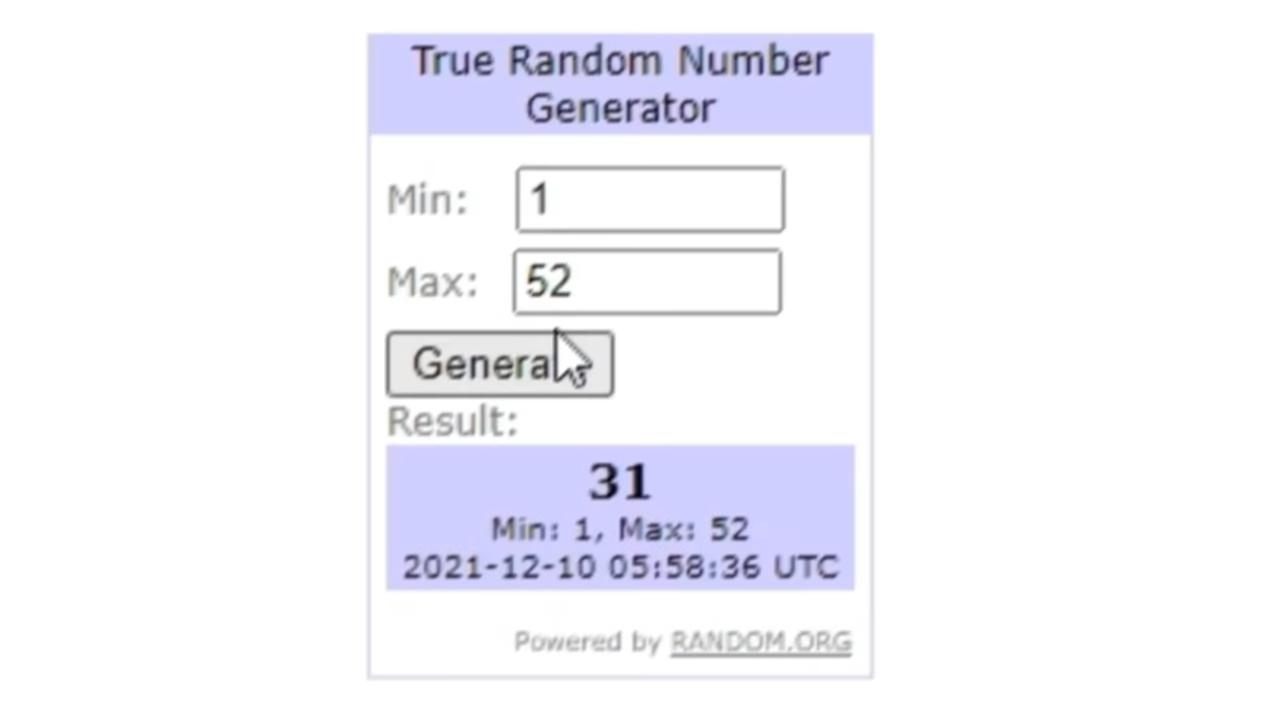 True Random Number
Generator
Min: 1
Max: 52
Genera
Result:
31
Min: 1, Max: 52
2021-12-10 05:58:36 UTC
Powered by RANDOM.ORG